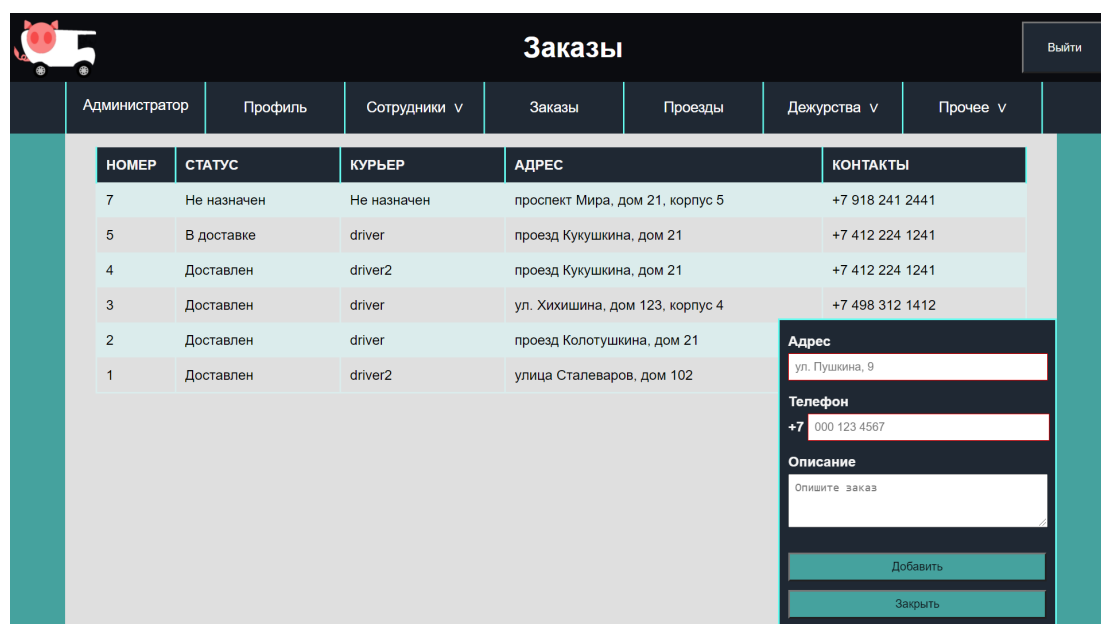 Заказы
Выйти
Администратор Профиль Сотрудники ∨ Заказы Проезды Дежурства ∨ Прочее ∨
НОМЕР СТАТУС КУРЬЕР АДРЕС КОНТАКТЫ
7 Не назначен Не назначен проспект Мира, дом 21, корпус 5 +7 918 241 2441
5 В доставке driver проезд Кукушкина, дом 21 +7 412 224 1241
4 Доставлен driver2 проезд Кукушкина, дом 21 +7 412 224 1241
3 Доставлен driver ул. Хихишина, дом 123, корпус 4 +7 498 312 1412
2 Доставлен driver проезд Колотушкина, дом 21
1 Доставлен driver2 улица Сталеваров, дом 102
Адрес
ул. Пушкина, 9
Телефон
+7 000 123 4567
Описание
Опишите заказ
Добавить
Закрыть